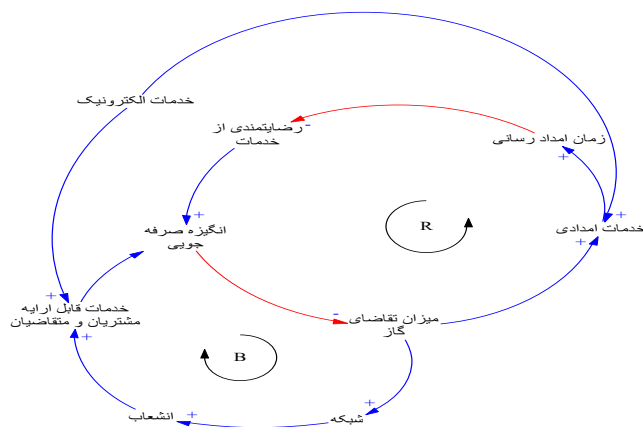 خدمات الکترونیک
رضایتمندی از
خدمات
زمان امداد رسانی
انگیزه صرفه
جویی
R
خدمات امدادی
خدمات قابل ارایه
مشتریان و متقاضیان
میزان تقاضای
گاز
B
انشعاب
شبکه
-
+
+
+
+
+
-
+
+
+
+